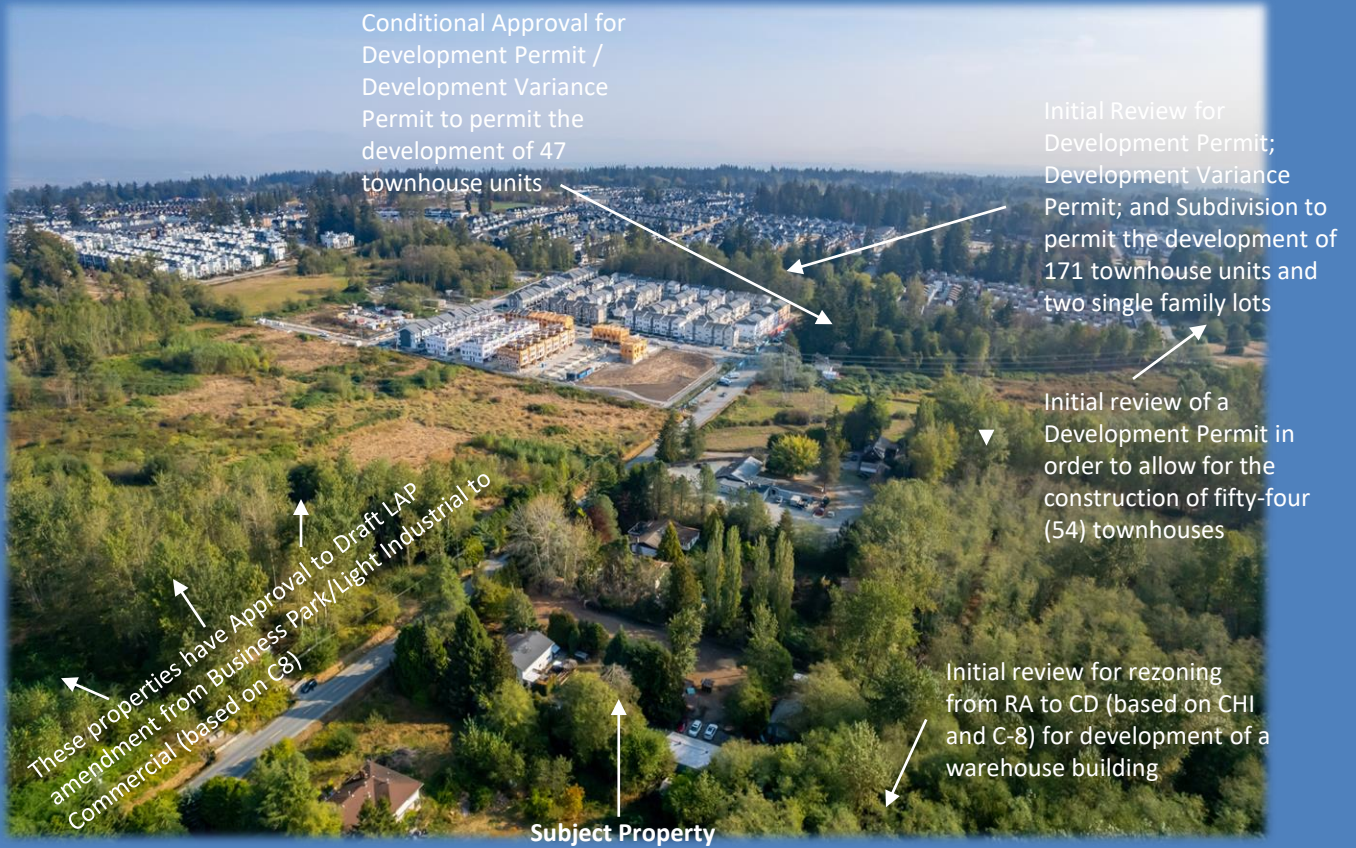 Conditional Approval for
Development Permit /
Development Variance
Permit to permit the
development of 47
townhouse units
Initial Review for
Development Permit;
Development Variance
Permit; and Subdivision to
permit the development of
171 townhouse units and
two single family lots
Initial review of a
Development Permit in
order to allow for the
construction of fifty-four
(54) townhouses
These properties have Approval to Draft LAP
amendment from Business Park/Light Industrial to
Commercial (based on C8)
Initial review for rezoning
from RA to CD (based on CHI
and C-8) for development of a
warehouse building
Subject Property